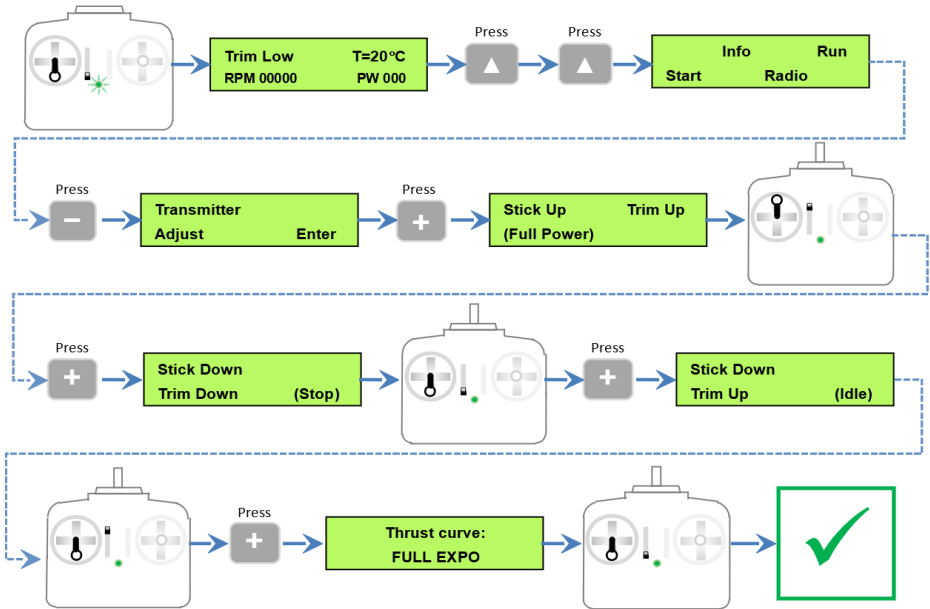 Trim Low T=20°C
RPM 00000 PW 000
Press
▲
Press
▲
Info Run
Start Radio
Press
−
Transmitter
Adjust Enter
Press
+
Stick Up Trim Up
(Full Power)
Press
+
Stick Down
Trim Down (Stop)
Press
+
Stick Down
Trim Up (Idle)
Press
+
Thrust curve:
FULL EXPO